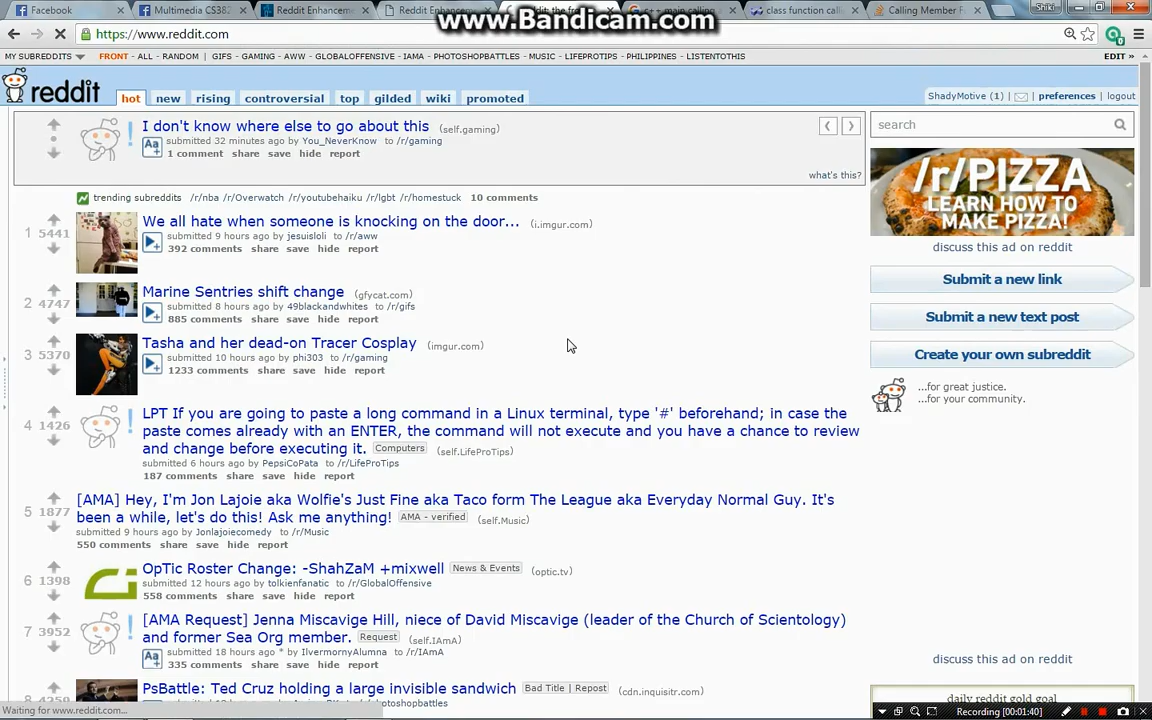 www.Bandicam.com
Facebook
Multimedia CS38
Reddit Enhancem
Reddit Enhancem
reddit: the fro
c++ main calling
class function call
Calling Member F
Shiki
https://www.reddit.com
MY SUBREDDITS FRONT - ALL - RANDOM | GIFS - GAMING - AWW - GLOBALOFFENSIVE - IAMA - PHOTOSHOPBATTLES - MUSIC - LIFEPROTIPS - PHILIPPINES - LISTENTOTHIS EDIT »
reddit hot new rising controversial top gilded wiki promoted
ShadyMotive (1) | preferences | logout
I don't know where else to go about this (self.gaming)
submitted 32 minutes ago by You_NeverKnow to /r/gaming
1 comment share save hide report
what's this?
trending subreddits /r/nba /r/Overwatch /r/youtubehaiku /r/lgbt /r/homestuck 10 comments
1 5441
We all hate when someone is knocking on the door... (i.imgur.com)
submitted 9 hours ago by jesuisloli to /r/aww
392 comments share save hide report
2 4747
Marine Sentries shift change (gfycat.com)
submitted 8 hours ago by 49blackandwhites to /r/gifs
885 comments share save hide report
3 5370
Tasha and her dead-on Tracer Cosplay (imgur.com)
submitted 10 hours ago by phi303 to /r/gaming
1233 comments share save hide report
4 1426
LPT If you are going to paste a long command in a Linux terminal, type '#' beforehand; in case the
paste comes already with an ENTER, the command will not execute and you have a chance to review
and change before executing it. Computers (self.LifeProTips)
submitted 6 hours ago by PepsiCoPata to /r/LifeProTips
187 comments share save hide report
5 1877
[AMA] Hey, I'm Jon Lajoie aka Wolfie's Just Fine aka Taco form The League aka Everyday Normal Guy. It's
been a while, let's do this! Ask me anything! AMA - verified (self.Music)
submitted 9 hours ago by Jonlajoiecomedy to /r/Music
550 comments share save hide report
6 1398
OpTic Roster Change: -ShahZaM +mixwell News & Events (optic.tv)
submitted 12 hours ago by tolkienfanatic to /r/GlobalOffensive
558 comments share save hide report
7 3952
[AMA Request] Jenna Miscavige Hill, niece of David Miscavige (leader of the Church of Scientology)
and former Sea Org member. Request (self.IAmA)
submitted 18 hours ago * by IlvermornyAlumna to /r/IAmA
335 comments share save hide report
PsBattle: Ted Cruz holding a large invisible sandwich Bad Title | Repost (cdn.inquisitr.com)
photoshopbattles
search
/r/PIZZA
LEARN HOW TO
MAKE PIZZA!
discuss this ad on reddit
Submit a new link
Submit a new text post
Create your own subreddit
...for great justice.
...for your community.
discuss this ad on reddit
daily reddit gold goal
Waiting for www.reddit.com...
Recording [00:01:40]